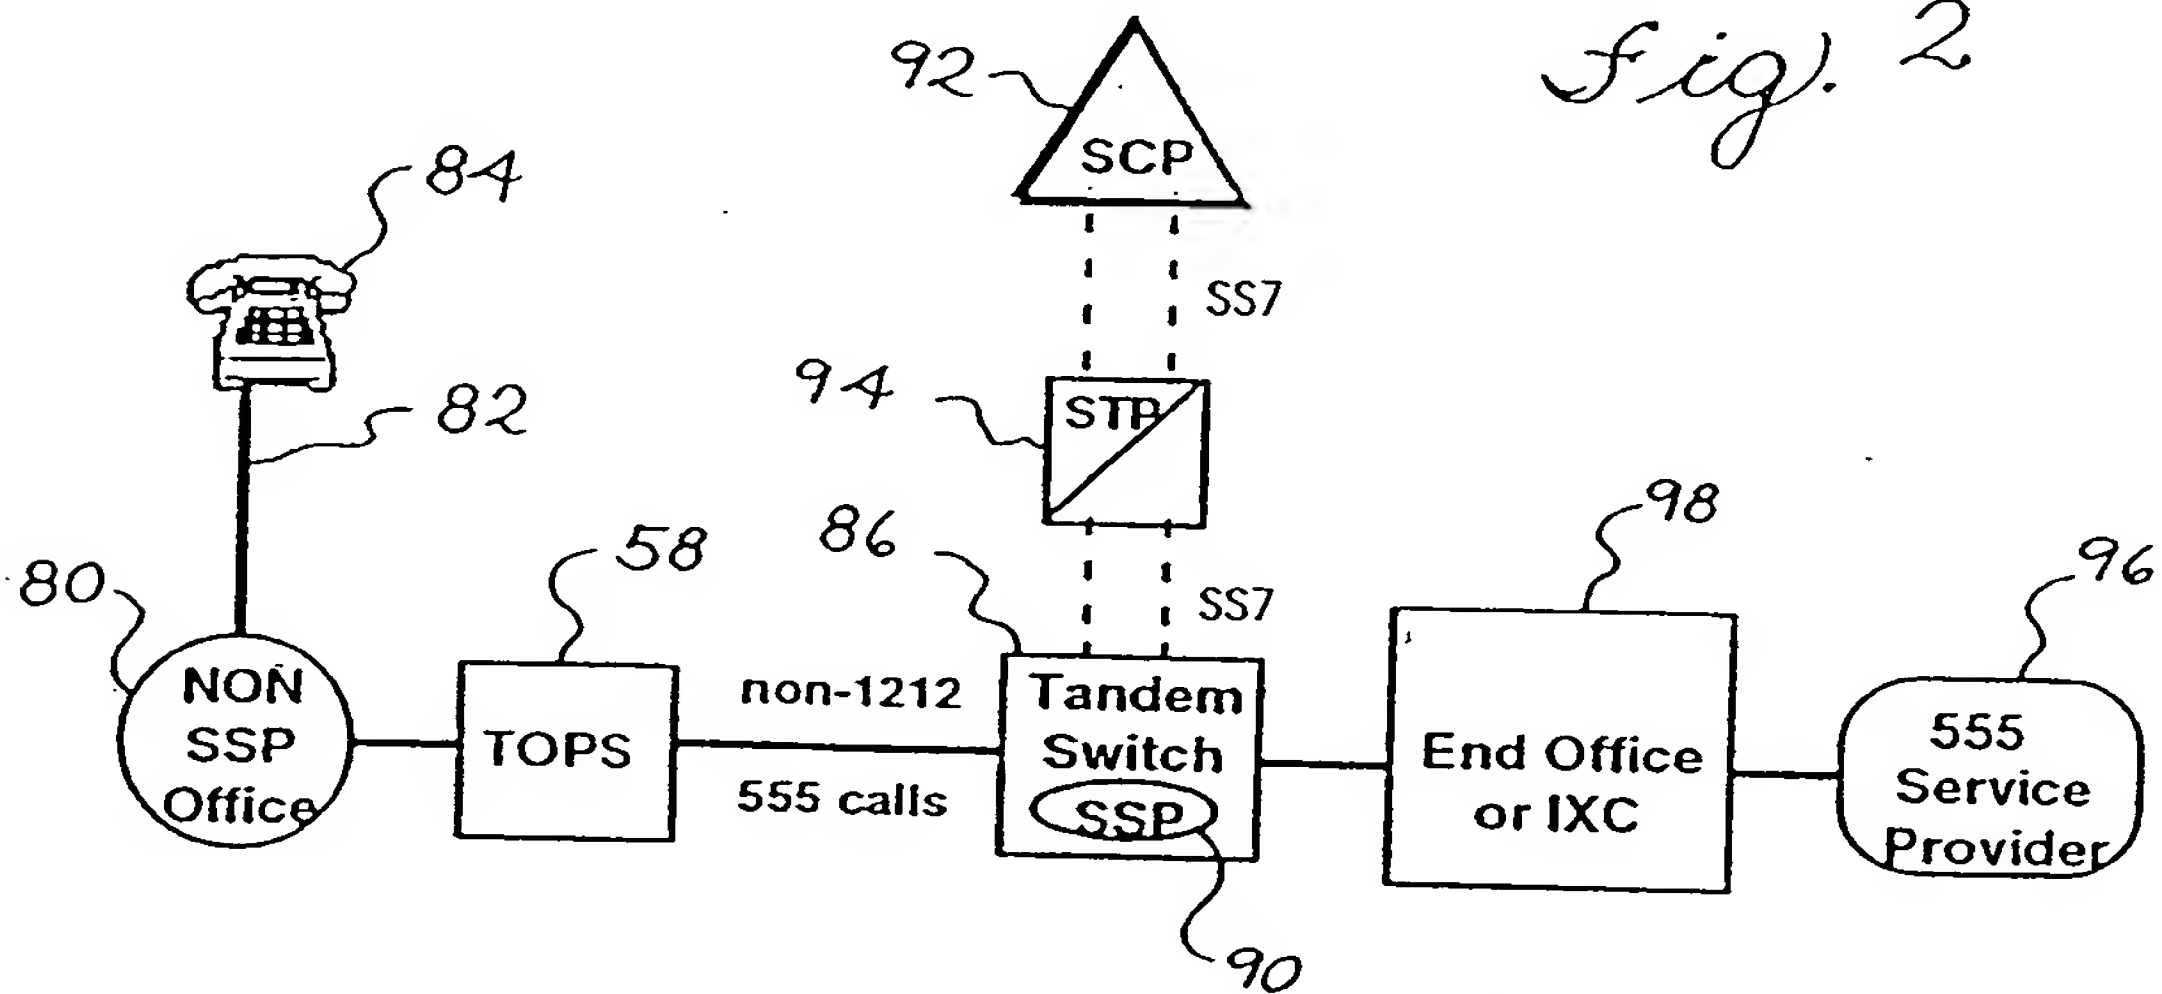 Fig. 2
92
SCP
84
SS7
94
STP
82
98
86
58
96
80
SS7
NON
SSP
Office
TOPS
non-1212
555 calls
Tandem
Switch
SSP
End Office
or IXC
555
Service
Provider
90